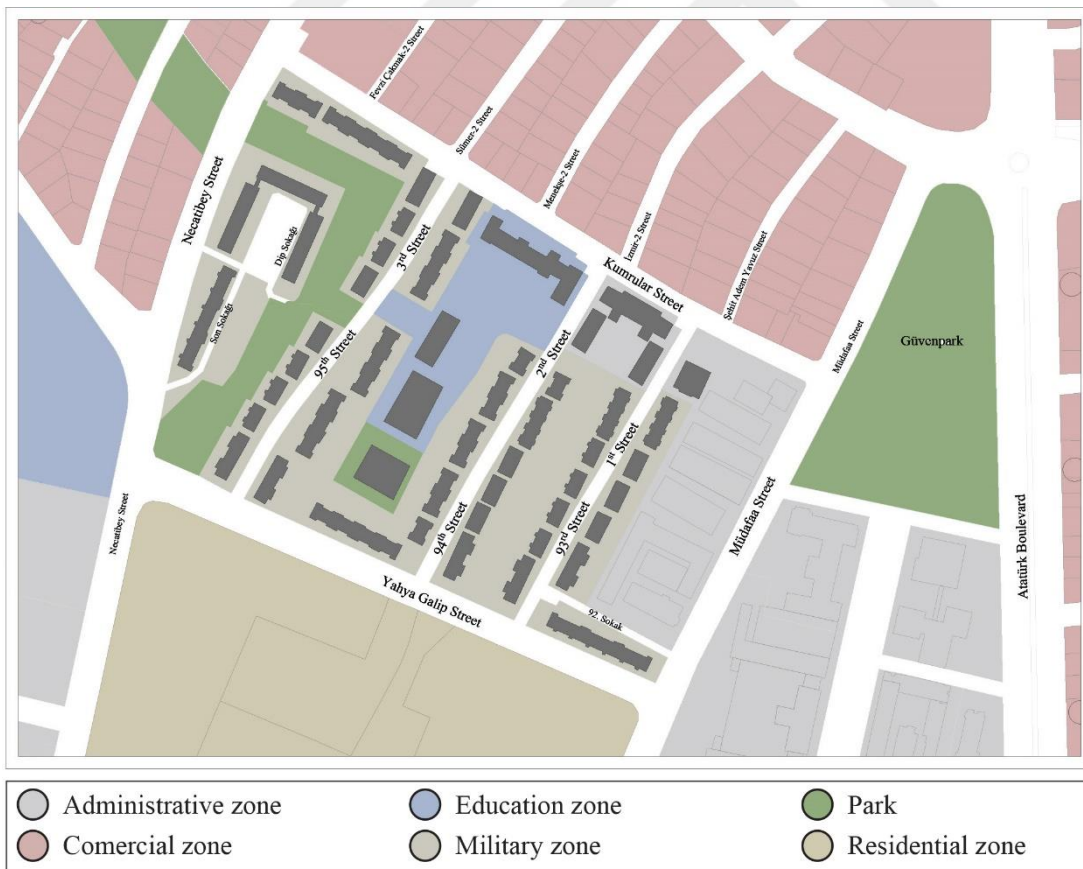 Fevzi Çakmak-2 Street
Sümer-2 Street
Menekşe-2 Street
İzmir-2 Street
Şehit Adem Yavuz Street
Necatibey Street
Dip Sokağı
Son Sokağı
3rd Street
95th Street
2nd Street
94th Street
1st Street
93rd Street
Kumrular Street
Müdafaa Street
Güvenpark
Müdafaa Street
Atatürk Boulevard
Necatibey Street
Yahya Galip Street
92. Sokak
Administrative zone
Education zone
Park
Comercial zone
Military zone
Residential zone